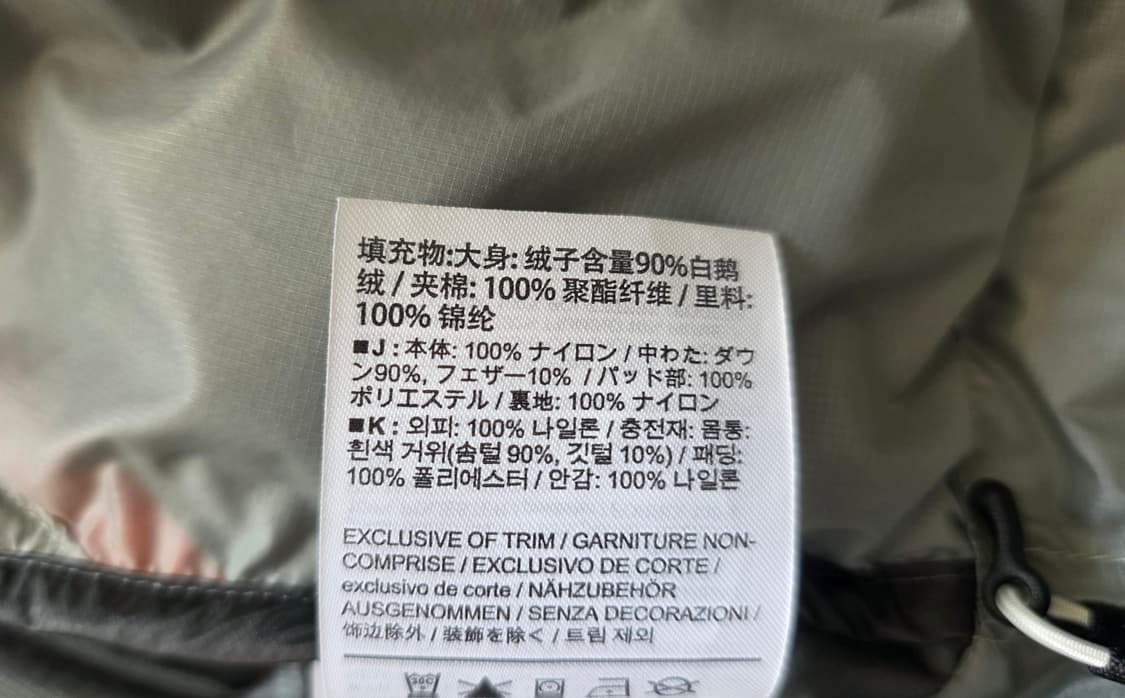 填充物:大身: 绒子含量90%白鹅
绒 / 夹棉: 100% 聚酯纤维 / 里料:
100% 锦纶
■J : 本体: 100% ナイロン / 中わた: ダウ
ン90%, フェザー10% / パッド部: 100%
ポリエステル / 裏地: 100% ナイロン
■K : 외피: 100% 나일론 / 충전재: 몸통:
흰색 거위(솜털 90%, 깃털 10%) / 패딩:
100% 폴리에스터 / 안감: 100% 나일론
EXCLUSIVE OF TRIM / GARNITURE NON-
COMPRISE / EXCLUSIVO DE CORTE /
exclusivo de corte / NÄHZUBEHÖR
AUSGENOMMEN / SENZA DECORAZIONI /
饰边除外 / 装飾を除く / 트림 제외
30C